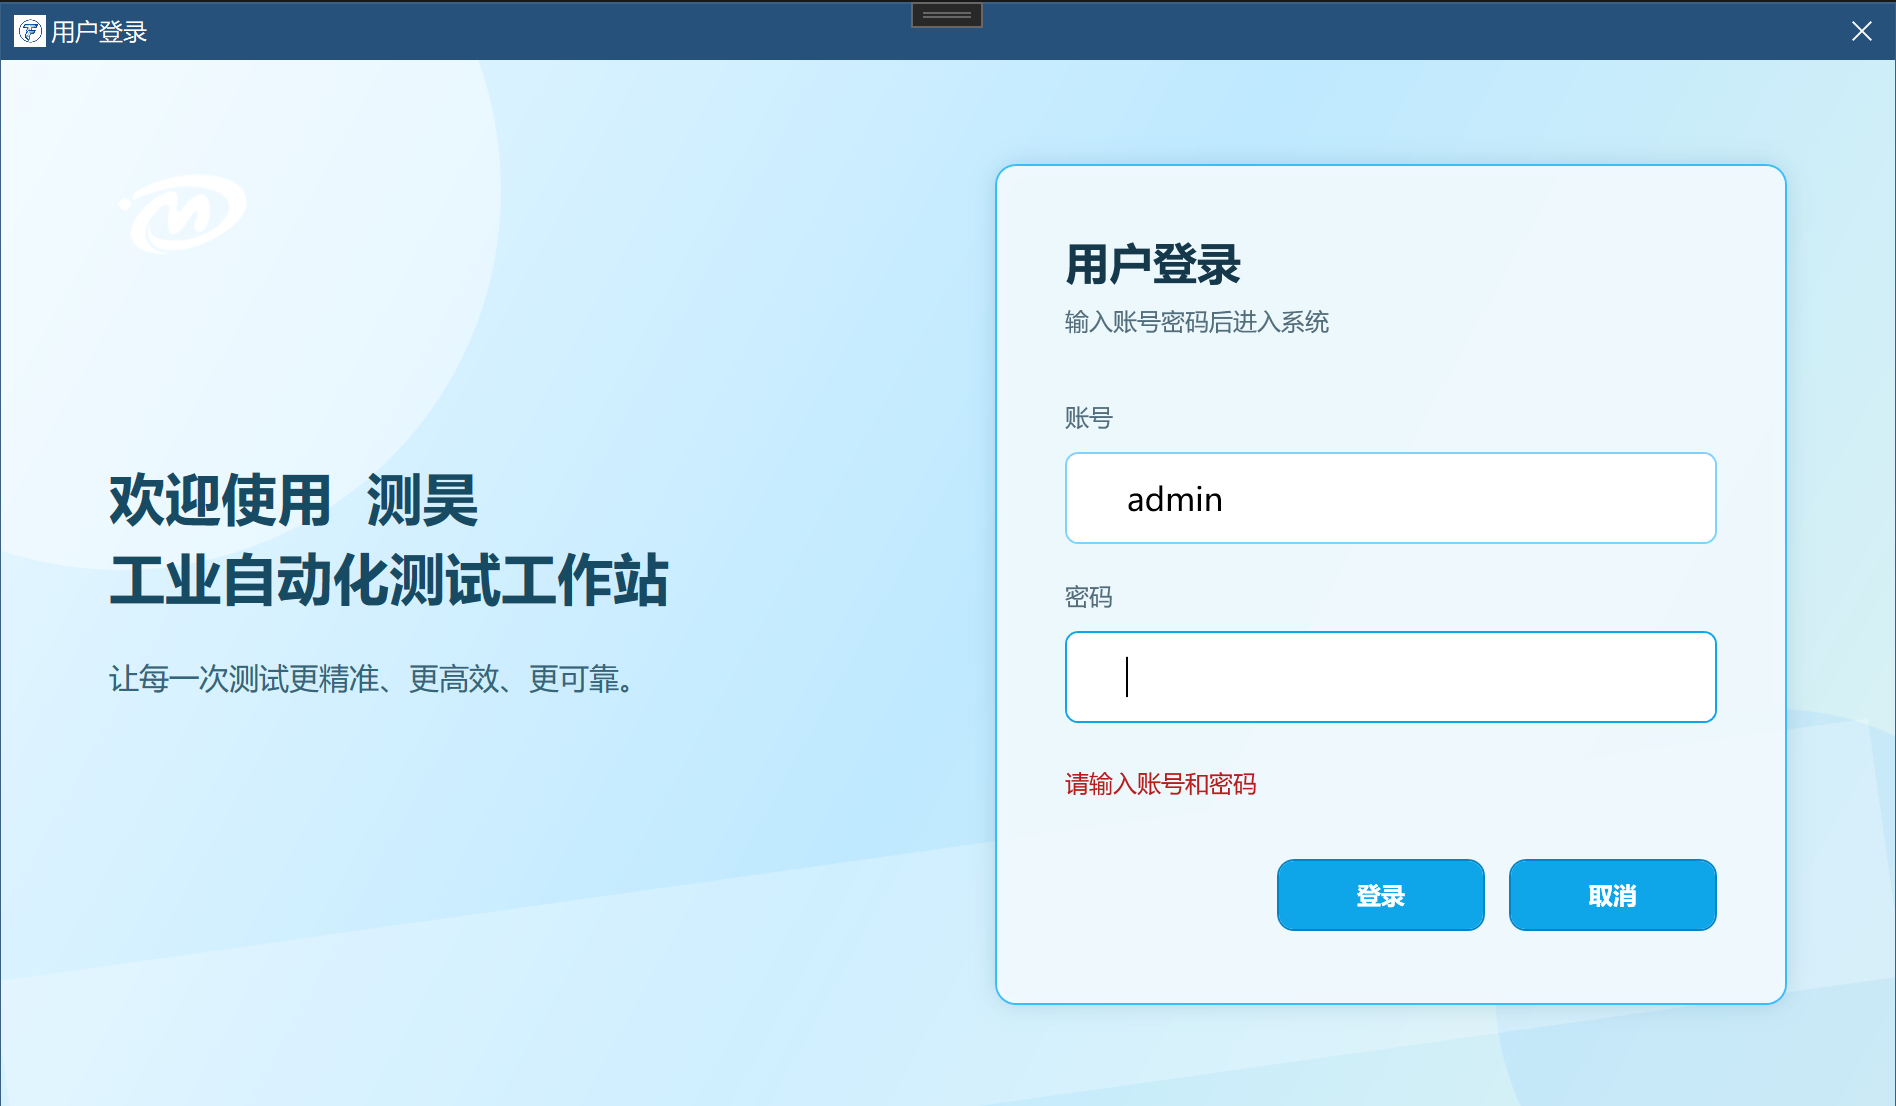 用户登录
欢迎使用 测昊
工业自动化测试工作站
让每一次测试更精准、更高效、更可靠。
用户登录
输入账号密码后进入系统
账号
admin
密码
请输入账号和密码
登录 取消